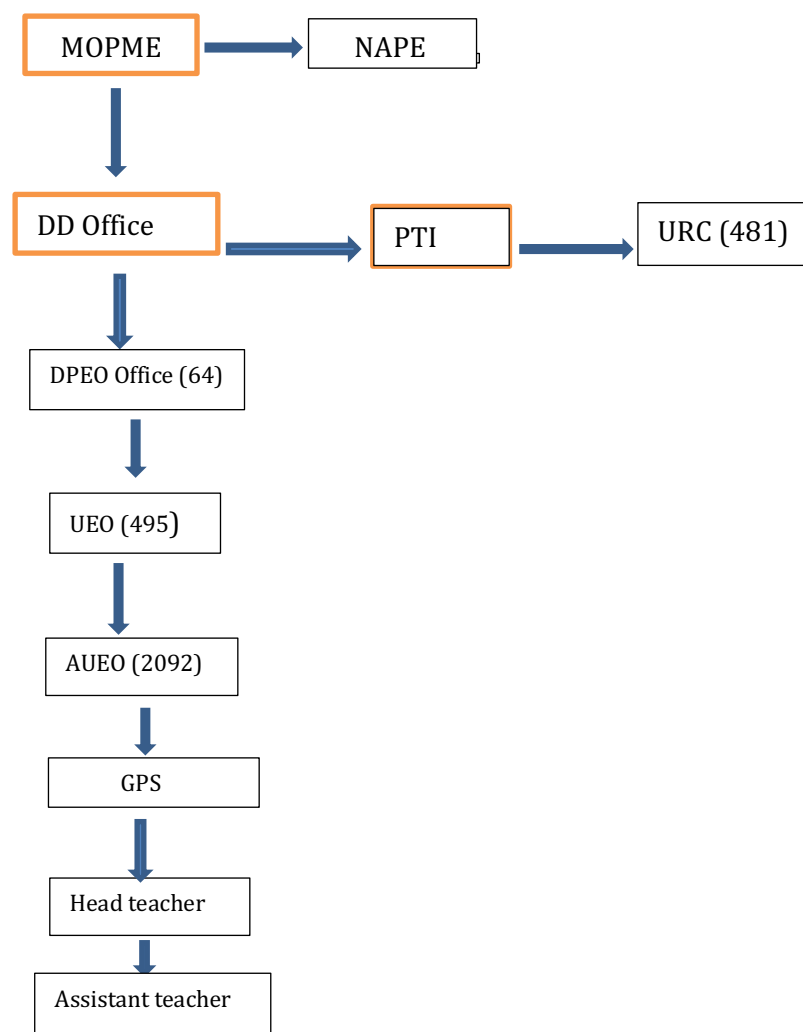 MOPME
NAPE
DD Office
PTI
URC (481)
DPEO Office (64)
UEO (495)
AUEO (2092)
GPS
Head teacher
Assistant teacher